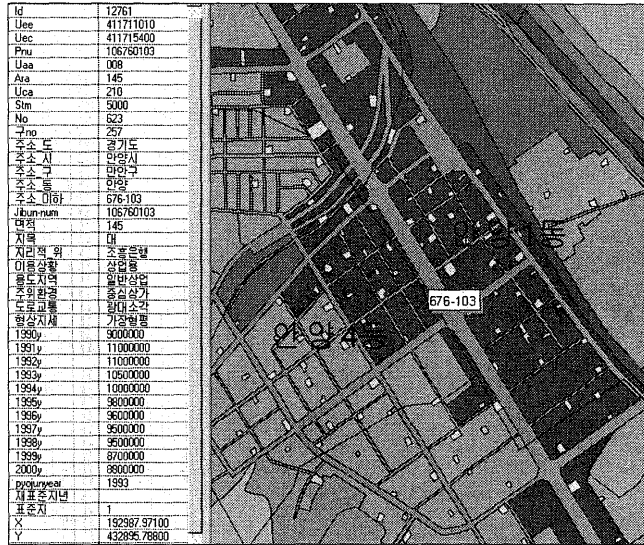 Id 12761
Uee 411711010
Uec 411715400
Pnu 106760103
Uaa 008
Ara 145
Uca 210
Stm 5000
No 623
구no 257
주소_도 경기도
주소_시 안양시
주소_구 만안구
주소_동 안양
주소_이하 676-103
Jibun-num 106760103
면적 145
지목 대
지리적_위 조흥은행
이용상황 상업용
용도지역 일반상업
주위환경 중심상가
도로교통 광대소각
형상지세 가장형평
1990y 9000000
1991y 11000000
1992y 11000000
1993y 10500000
1994y 10000000
1995y 9800000
1996y 9600000
1997y 9500000
1998y 9500000
1999y 8700000
2000y 8900000
pyojunyear 1993
재표준지년
표준지 1
X 192987.97100
Y 432895.78800
676-103
안양4동